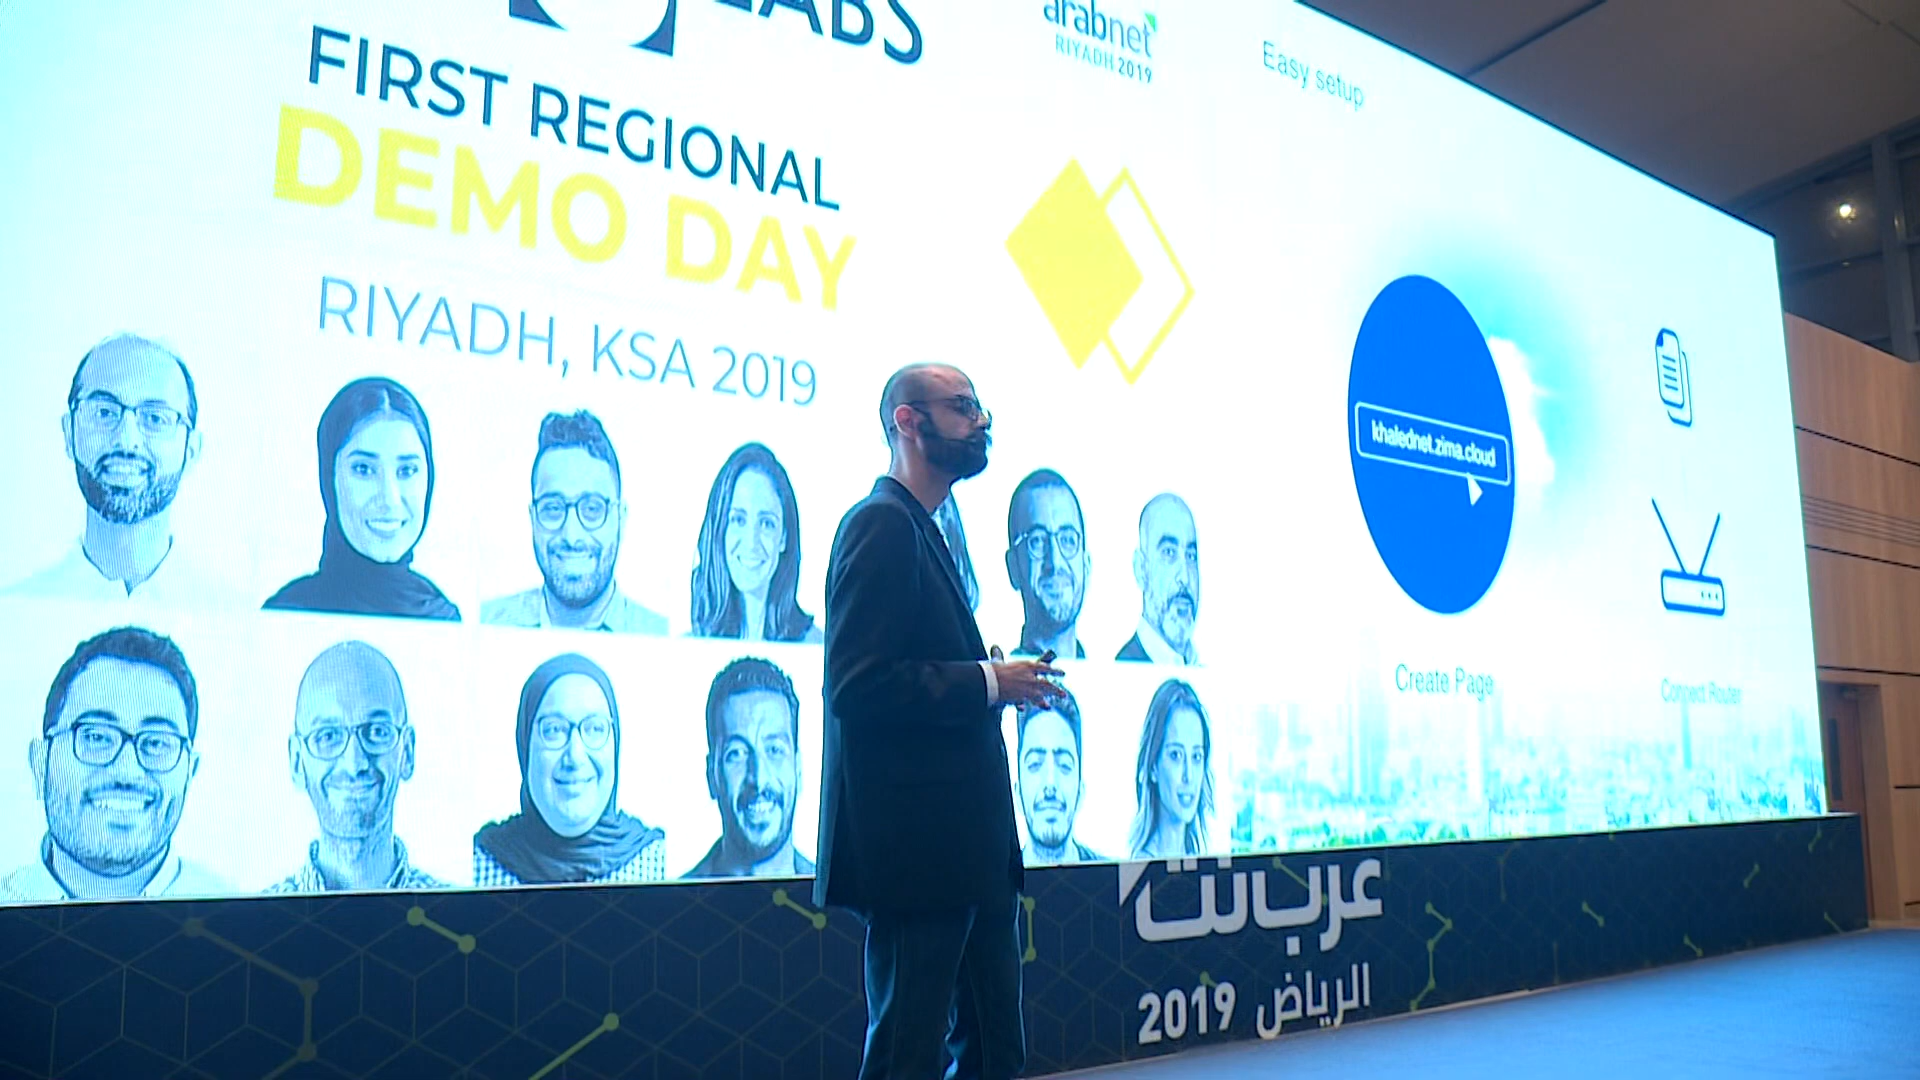 LABS
FIRST REGIONAL
DEMO DAY
RIYADH, KSA 2019
arabnet
RIYADH 2019
Easy setup
khalednet.zima.cloud
Create Page
Connect Router
عرب نت
الرياض 2019